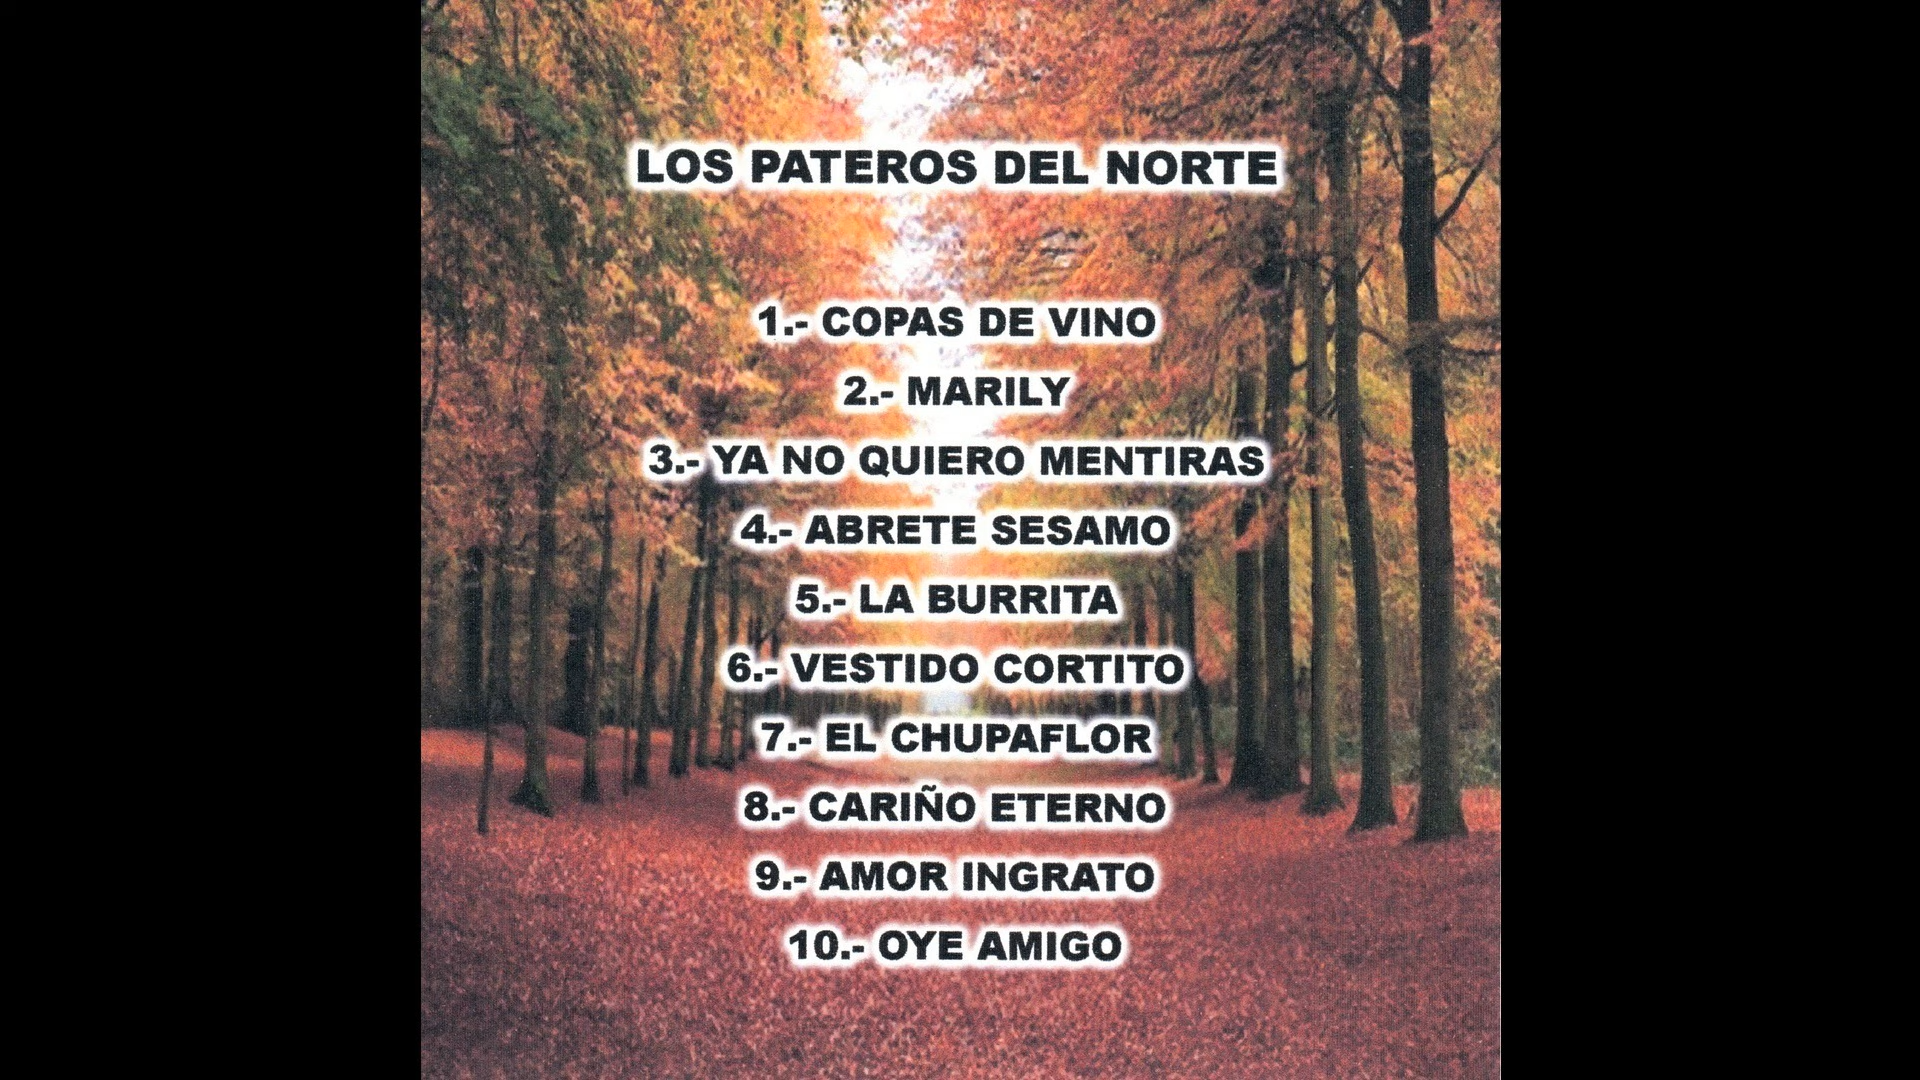 LOS PATEROS DEL NORTE
1.- COPAS DE VINO
2.- MARILY
3.- YA NO QUIERO MENTIRAS
4.- ABRETE SESAMO
5.- LA BURRITA
6.- VESTIDO CORTITO
7.- EL CHUPAFLOR
8.- CARIÑO ETERNO
9.- AMOR INGRATO
10.- OYE AMIGO